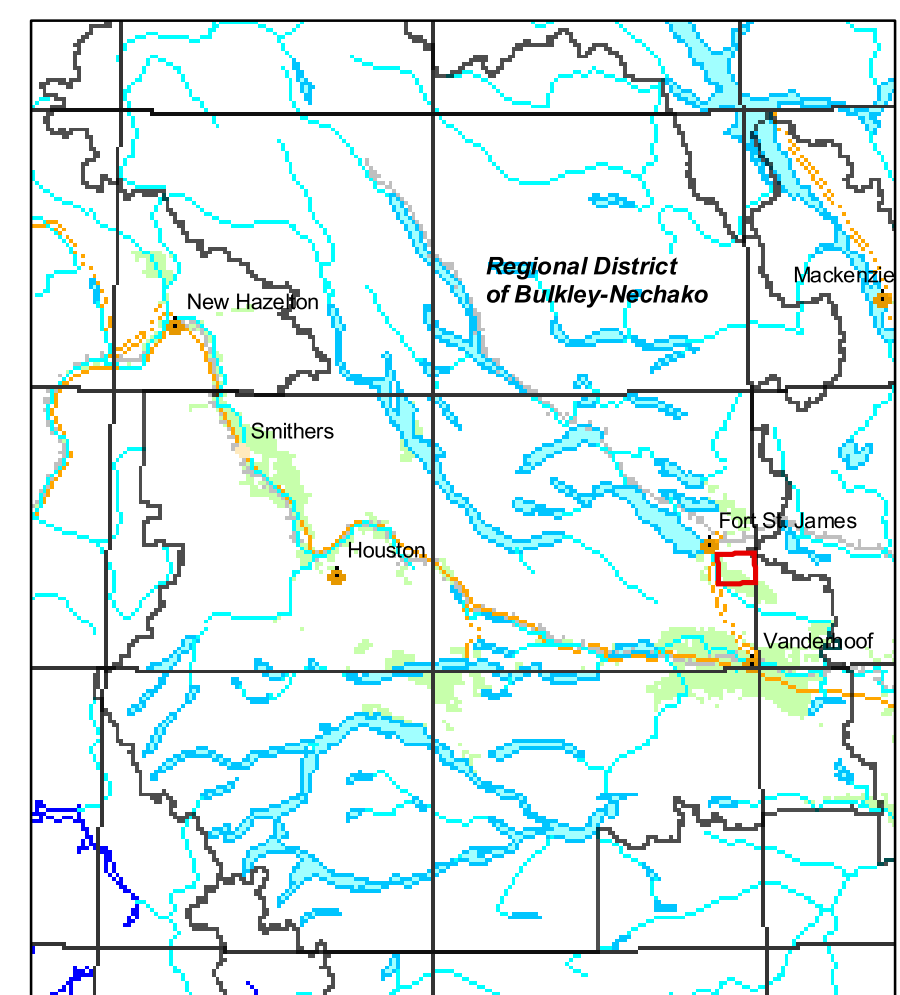 Regional District
of Bulkley-Nechako
Mackenzie
New Hazelton
Smithers
Fort St. James
Houston
Vanderhoof